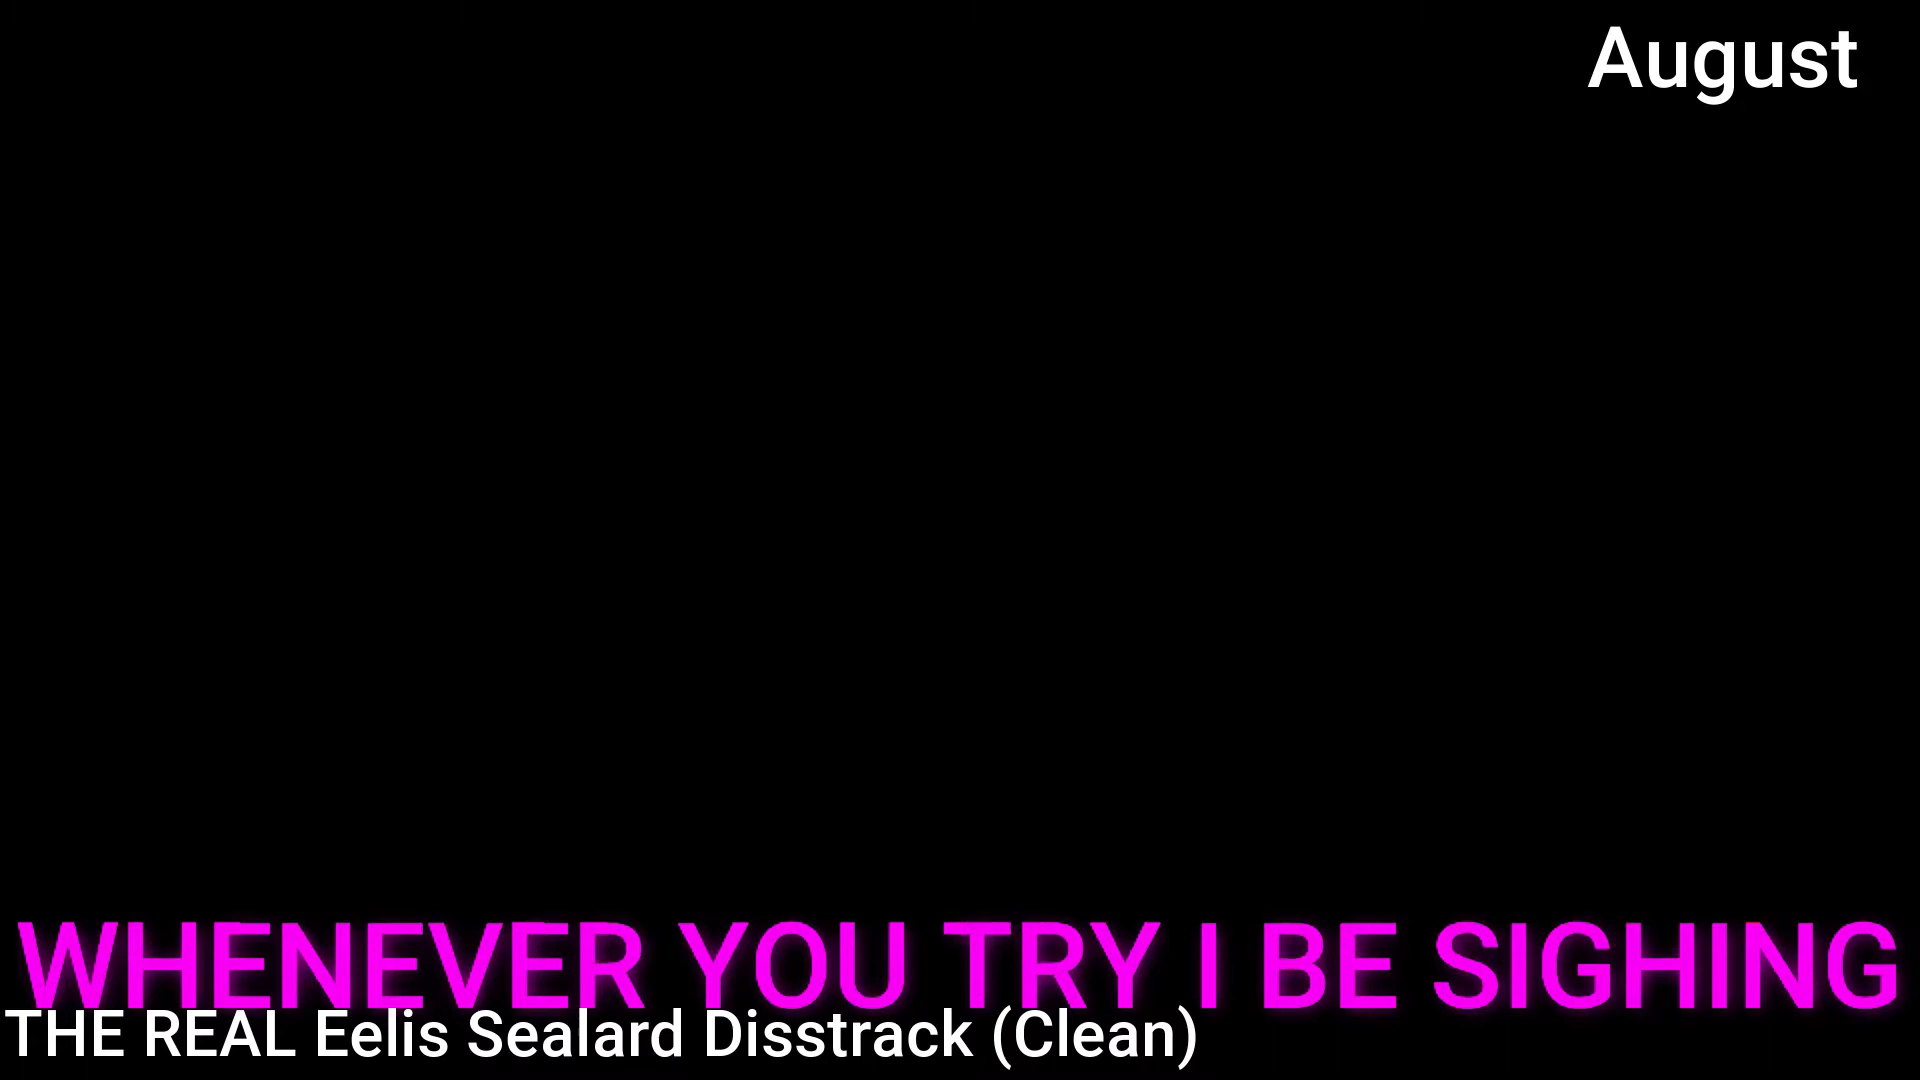 August
WHENEVER YOU TRY I BE SIGHING
THE REAL Eelis Sealard Disstrack (Clean)